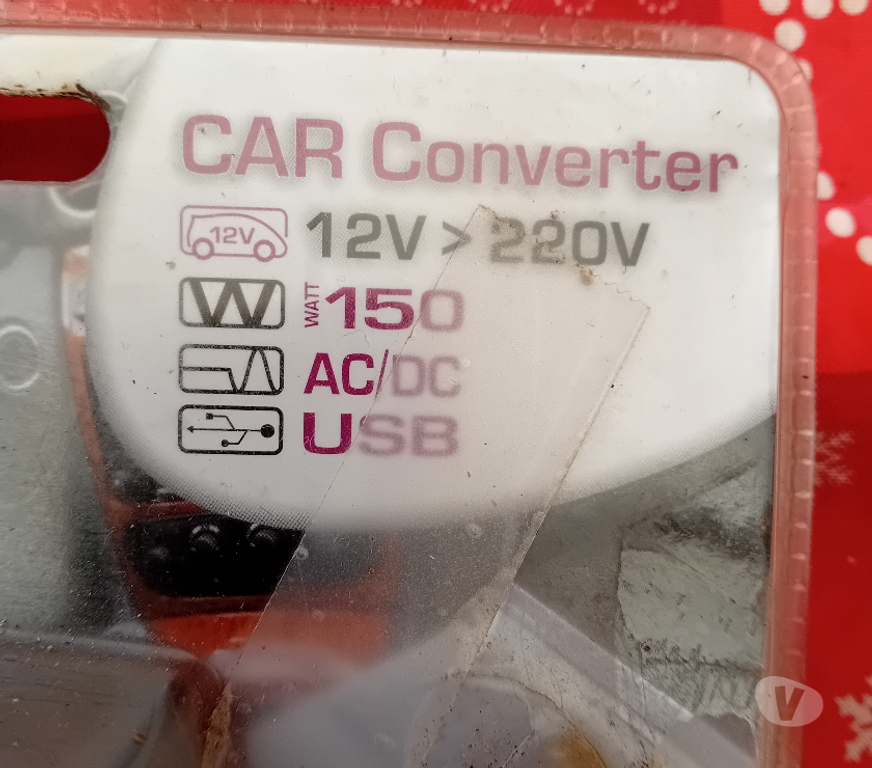 CAR Converter
12V 12V > 220V
W WATT 150
AC/DC
USB
V